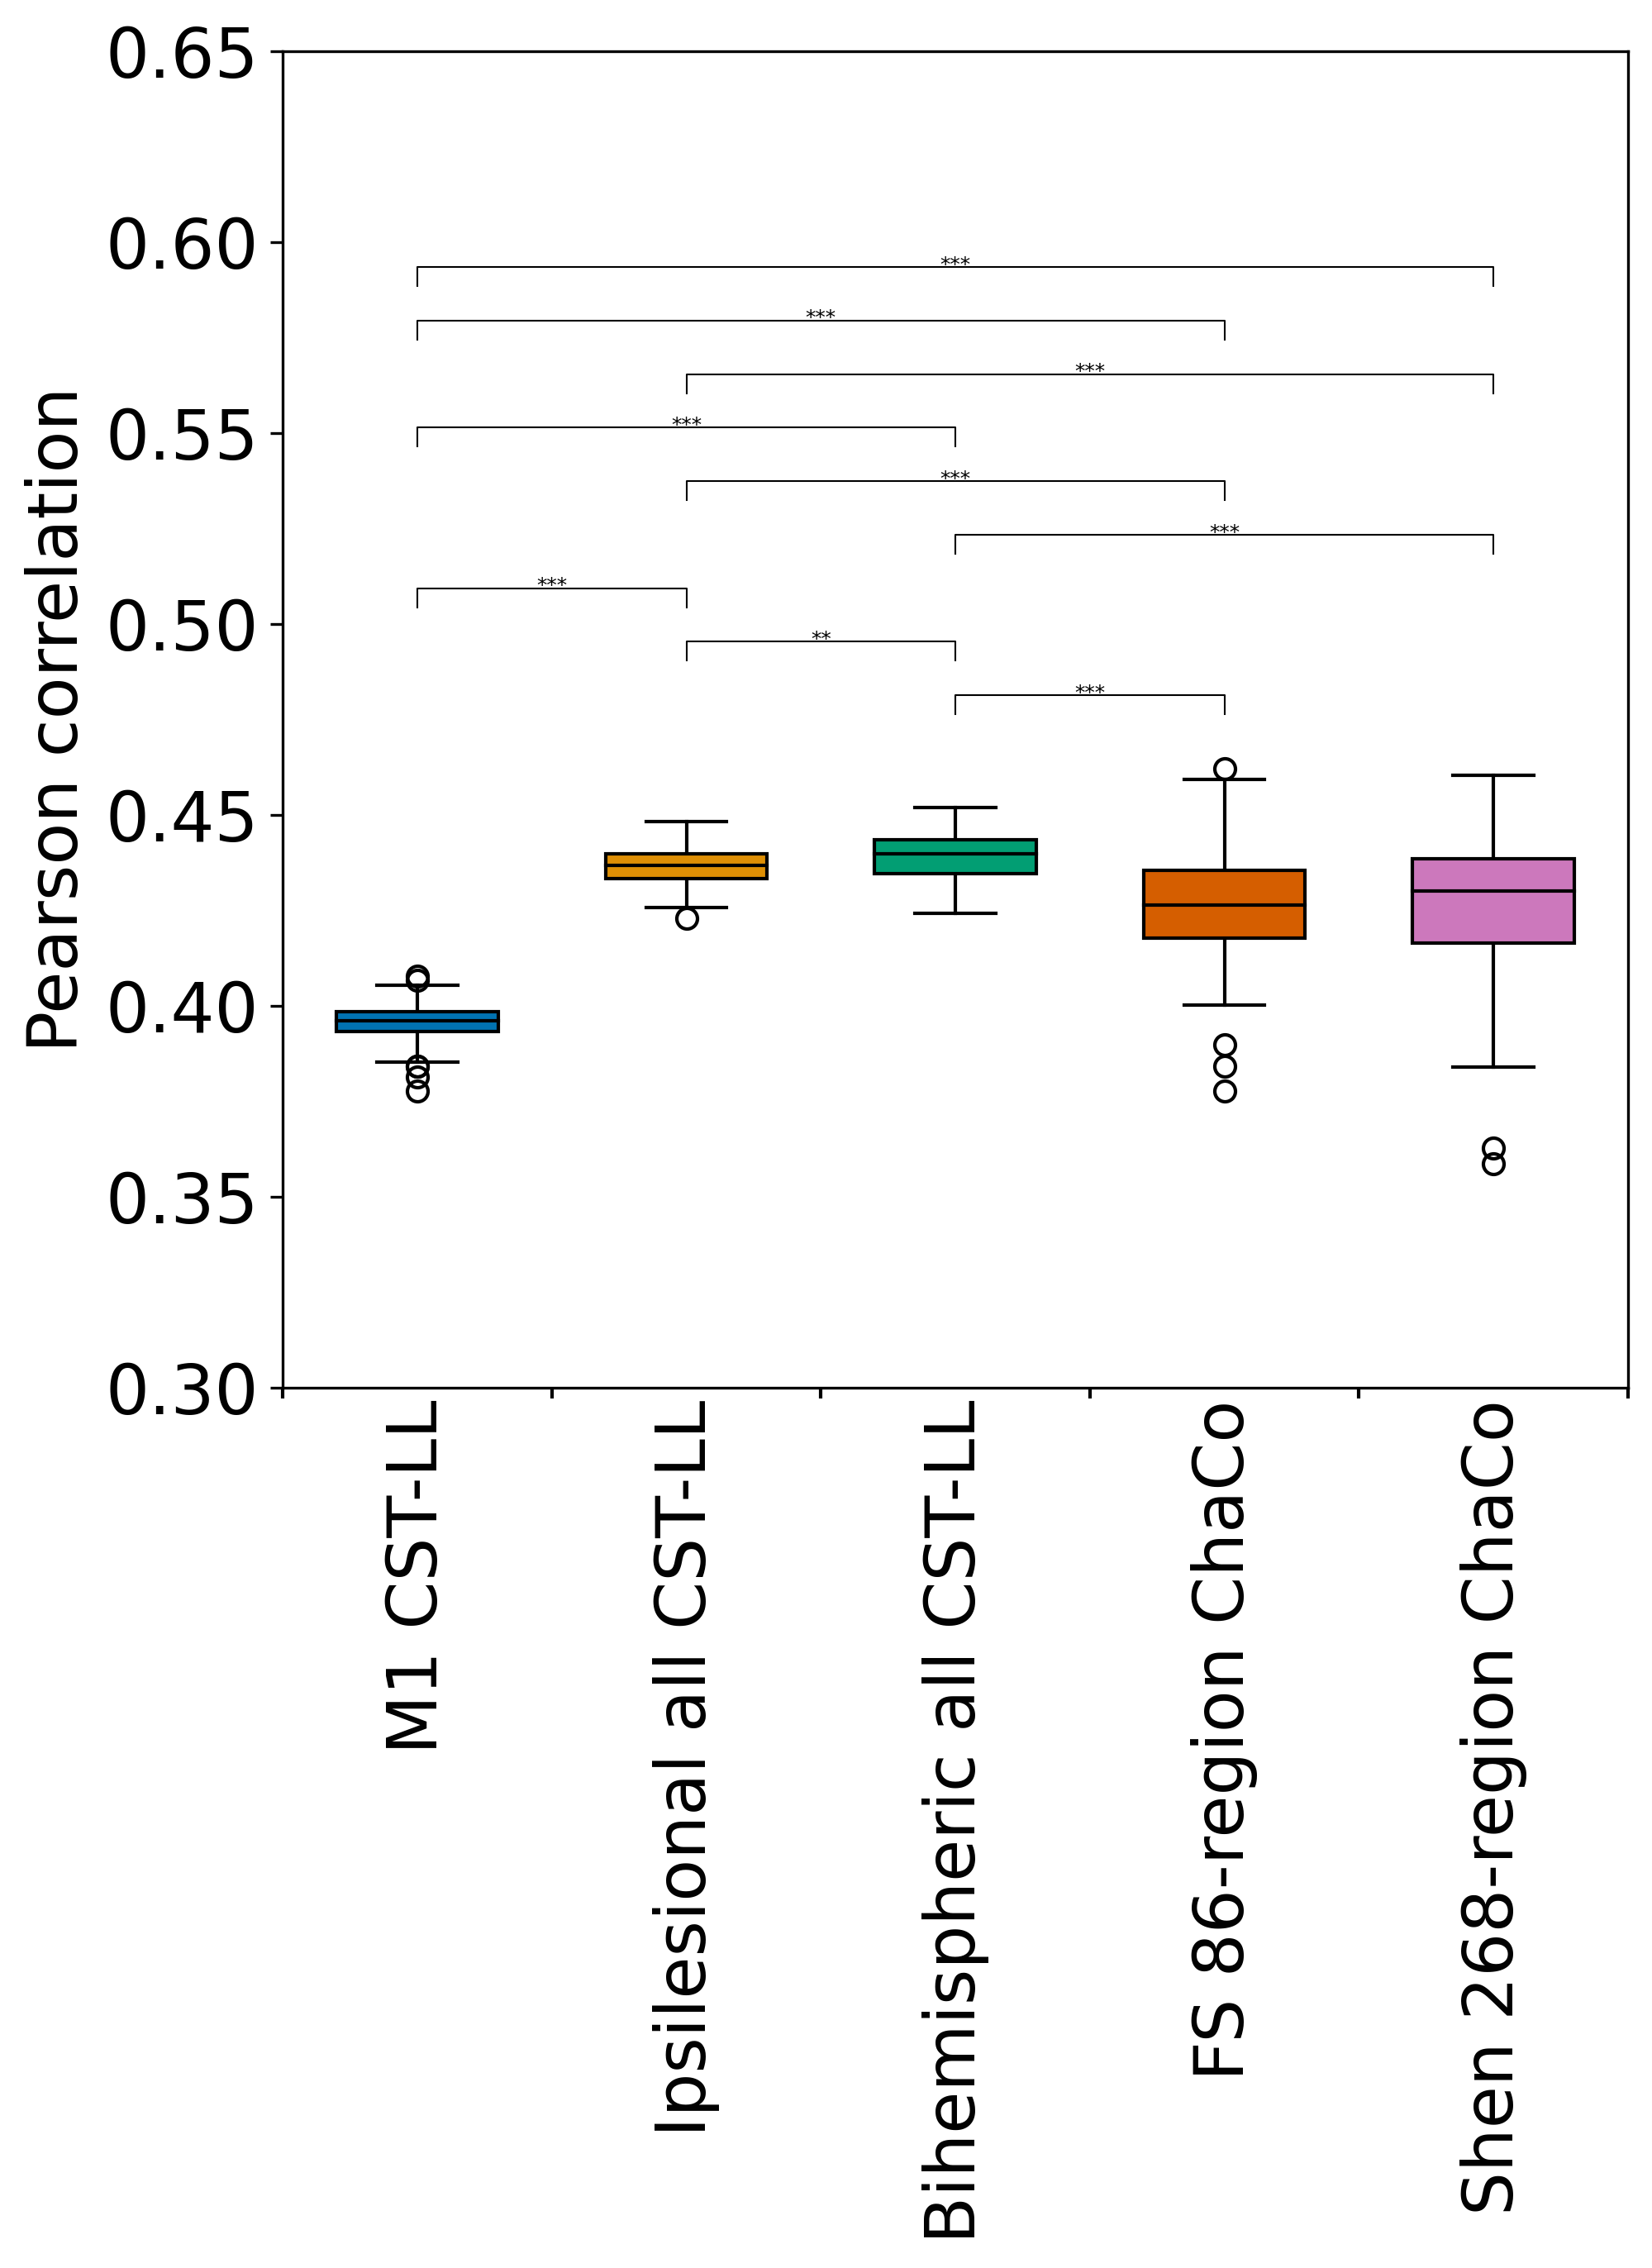 0.65
0.60
0.55
0.50
0.45
0.40
0.35
0.30
Pearson correlation
***
***
***
***
***
***
***
**
***
M1 CST-LL
Ipsilesional all CST-LL
Bihemispheric all CST-LL
FS 86-region ChaCo
Shen 268-region ChaCo